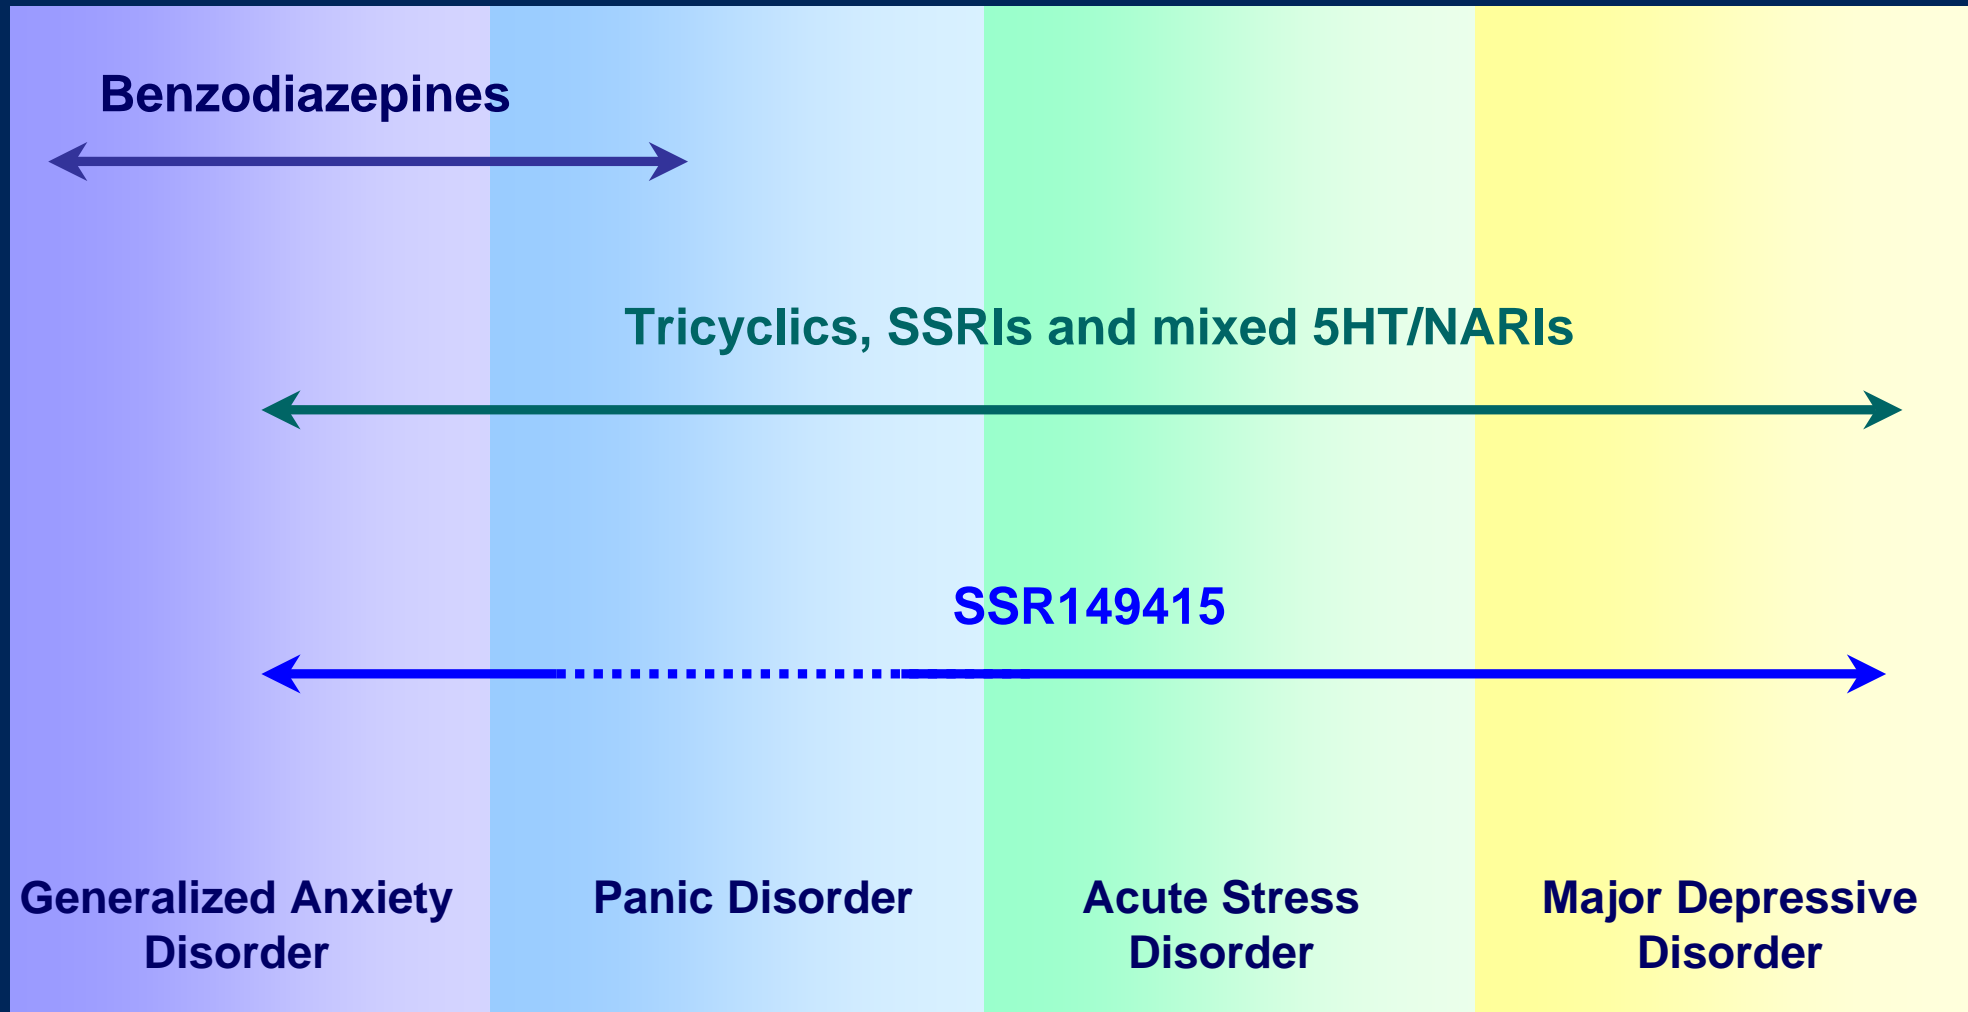 Benzodiazepines
Tricyclics, SSRIs and mixed 5HT/NARIs
SSR149415
Generalized Anxiety
Disorder
Panic Disorder
Acute Stress
Disorder
Major Depressive
Disorder